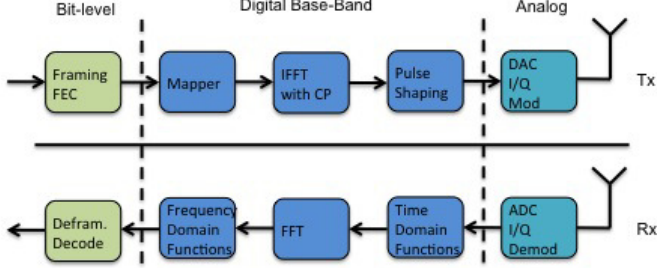 Bit-level
Digital Base-Band
Analog
Framing
FEC
Mapper
IFFT
with CP
Pulse
Shaping
DAC
I/Q
Mod
Tx
Defram.
Decode
Frequency
Domain
Functions
FFT
Time
Domain
Functions
ADC
I/Q
Demod
Rx